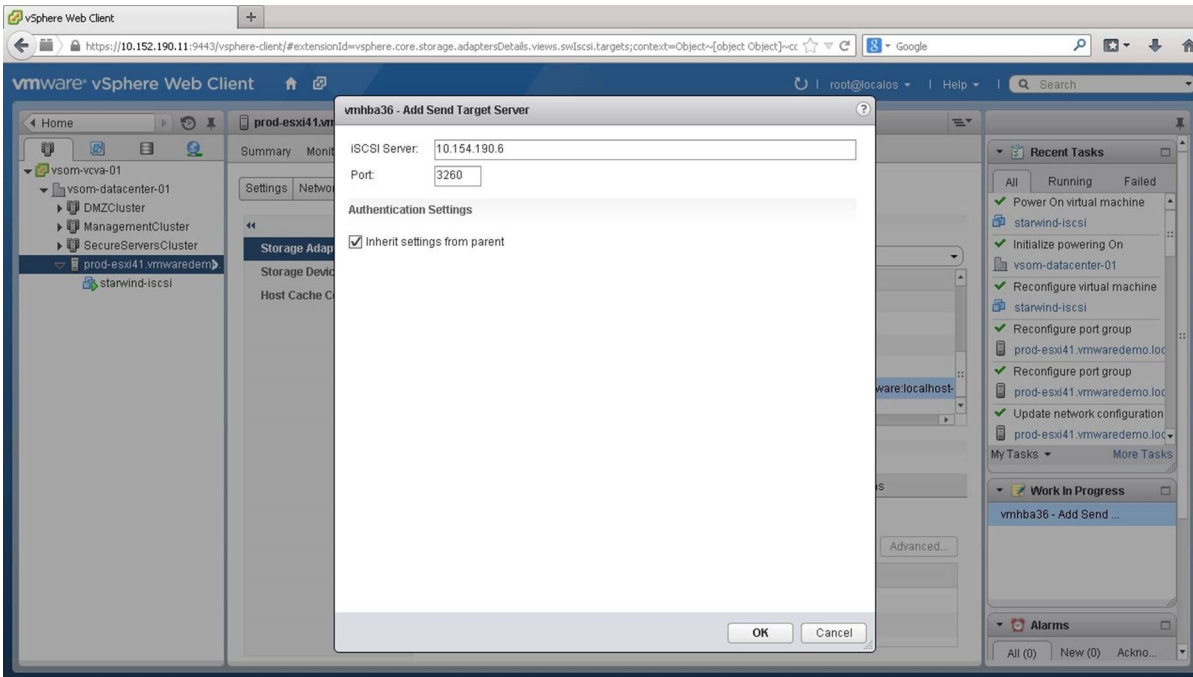 vSphere Web Client
https://10.152.190.11:9443/vsphere-client/#extensionId=vsphere.core.storage.adaptersDetails.views.swIscsi.targets;context=Object~[object Object]~cc
Google
vmware® vSphere Web Client
root@localos
Help
Search
Home
vsom-vcva-01
vsom-datacenter-01
DMZCluster
ManagementCluster
SecureServersCluster
prod-esxi41.vmwaredem
starwind-iscsi
prod-esxi41.vm
Summary Monit
Settings Networ
Storage Adap
Storage Devic
Host Cache C
ware:localhost-
Advanced...
vmhba36 - Add Send Target Server
iSCSI Server: 10.154.190.6
Port: 3260
Authentication Settings
Inherit settings from parent
OK Cancel
Recent Tasks
All Running Failed
Power On virtual machine
starwind-iscsi
Initialize powering On
vsom-datacenter-01
Reconfigure virtual machine
starwind-iscsi
Reconfigure port group
prod-esxi41.vmwaredemo.loc
Reconfigure port group
prod-esxi41.vmwaredemo.loc
Update network configuration
prod-esxi41.vmwaredemo.loc
My Tasks More Tasks
Work In Progress
vmhba36 - Add Send ...
Alarms
All (0) New (0) Ackno...